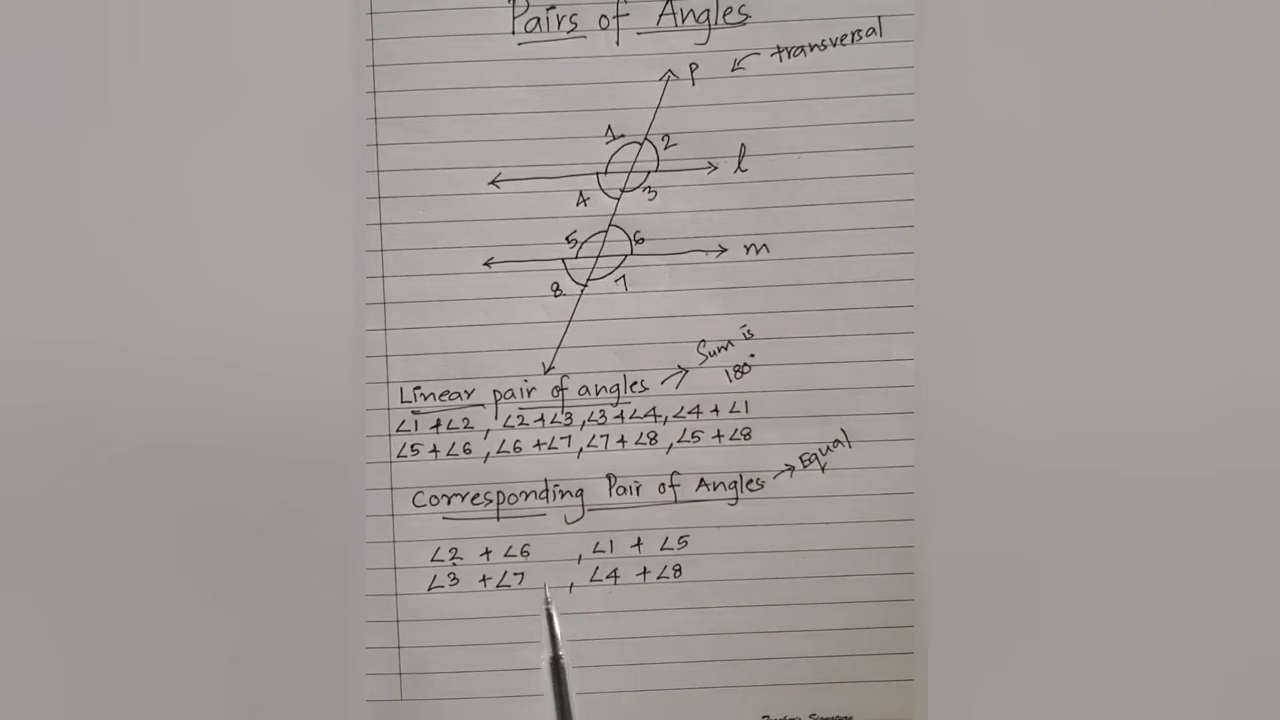 Pairs of Angles
transversal
p
1 2
l
4 3
5 6
m
8 7
Linear pair of angles → Sum is 180°
∠1 + ∠2 , ∠2 + ∠3 , ∠3 + ∠4 , ∠4 + ∠1
∠5 + ∠6 , ∠6 + ∠7 , ∠7 + ∠8 , ∠5 + ∠8
Corresponding Pair of Angles → Equal
∠2 + ∠6 , ∠1 + ∠5
∠3 + ∠7 , ∠4 + ∠8